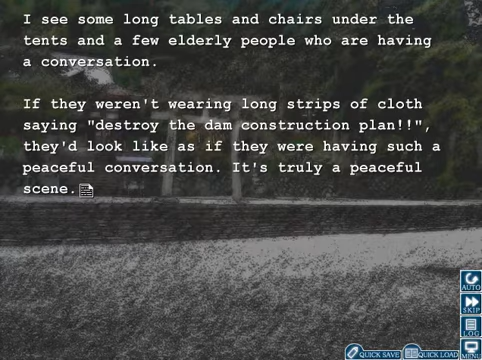 I see some long tables and chairs under the
tents and a few elderly people who are having
a conversation.
If they weren't wearing long strips of cloth
saying "destroy the dam construction plan!!",
they'd look like as if they were having such a
peaceful conversation. It's truly a peaceful
scene.
AUTO
SKIP
LOG
QUICK SAVE
QUICK LOAD
MENU